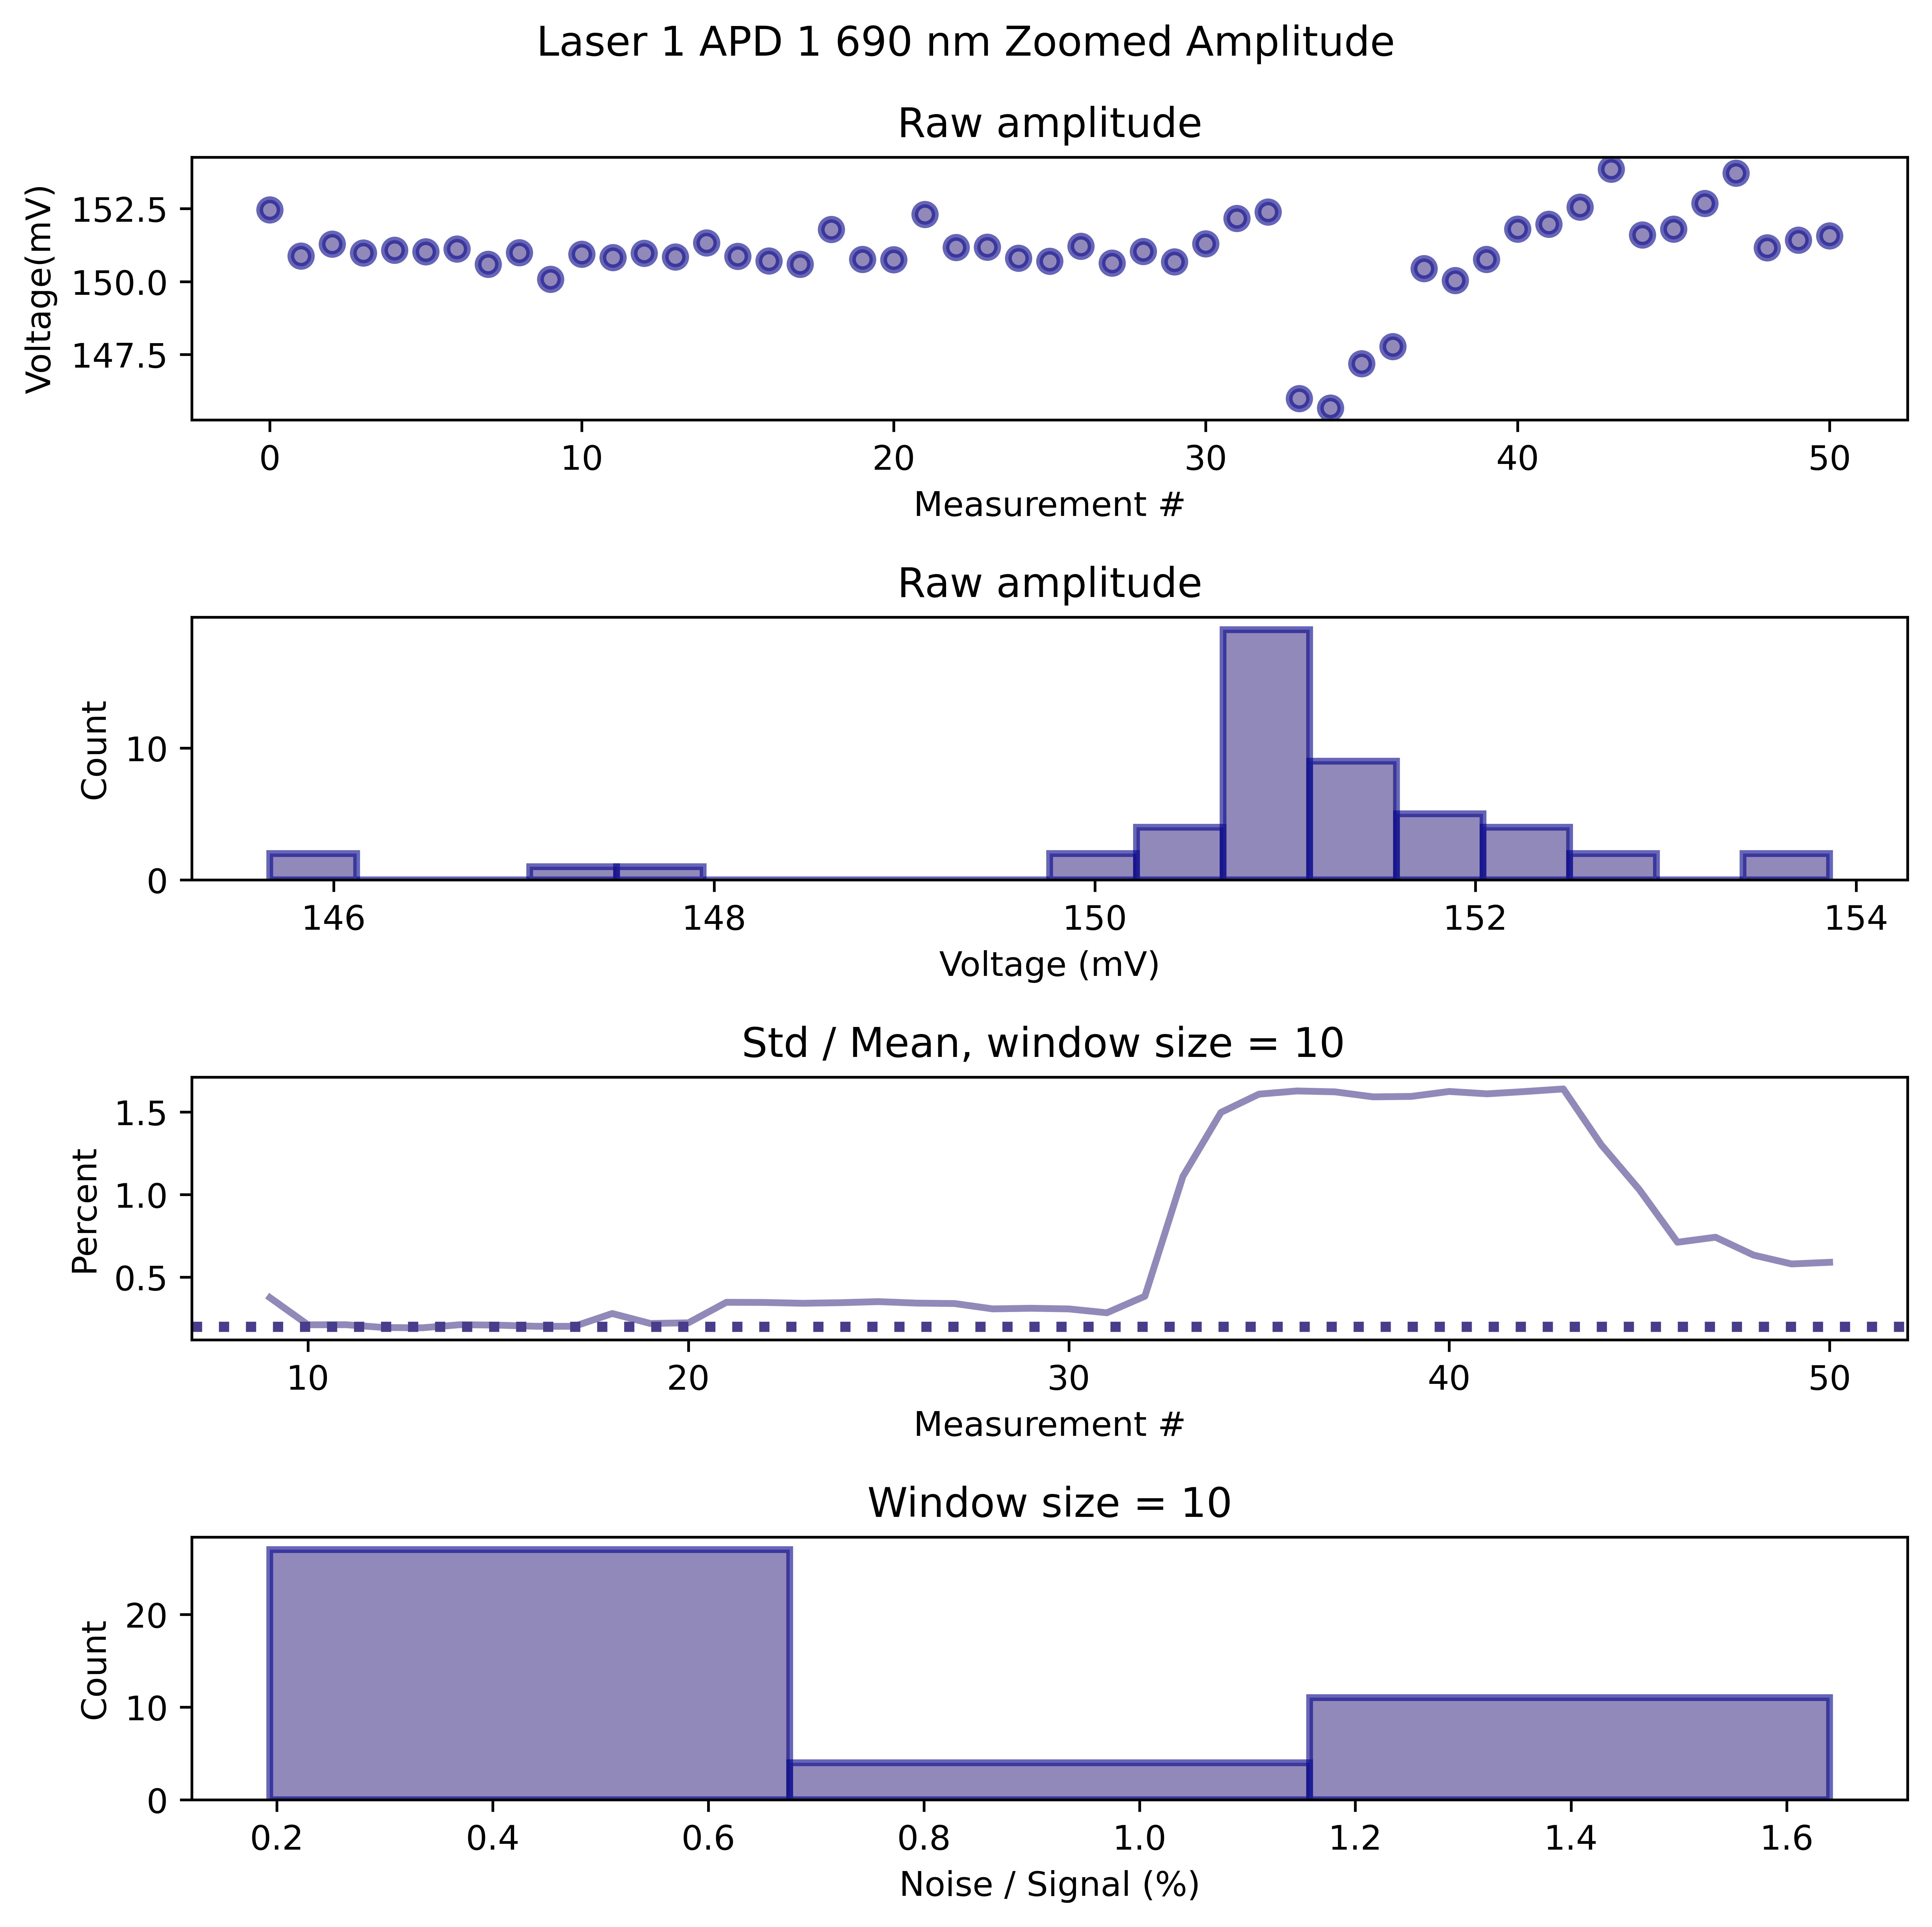 Laser 1 APD 1 690 nm Zoomed Amplitude
Raw amplitude
Voltage(mV)
152.5
150.0
147.5
0 10 20 30 40 50
Measurement #
Raw amplitude
Count
10
0
146 148 150 152 154
Voltage (mV)
Std / Mean, window size = 10
Percent
1.5
1.0
0.5
10 20 30 40 50
Measurement #
Window size = 10
Count
20
10
0
0.2 0.4 0.6 0.8 1.0 1.2 1.4 1.6
Noise / Signal (%)